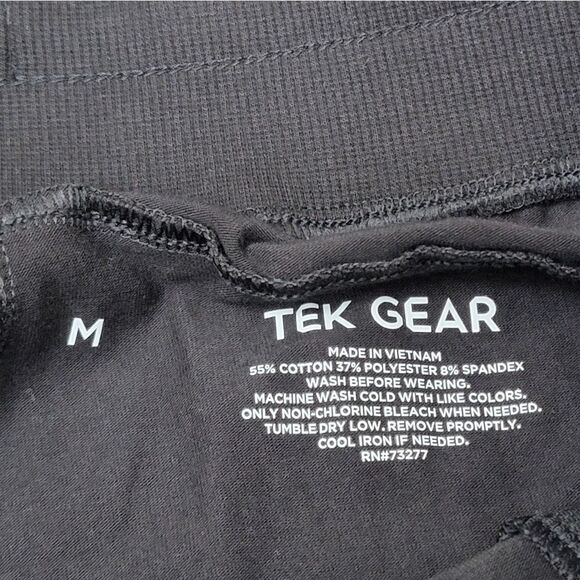 M
TEK GEAR
MADE IN VIETNAM
55% COTTON 37% POLYESTER 8% SPANDEX
WASH BEFORE WEARING.
MACHINE WASH COLD WITH LIKE COLORS.
ONLY NON-CHLORINE BLEACH WHEN NEEDED.
TUMBLE DRY LOW. REMOVE PROMPTLY.
COOL IRON IF NEEDED.
RN#73277